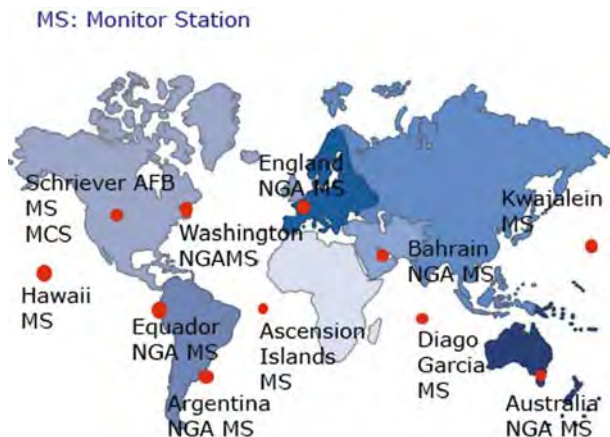 MS: Monitor Station
England
NGA MS
Schriever AFB
MS
MCS
Kwajalein
MS
Washington
NGAMS
Bahrain
NGA MS
Hawaii
MS
Equador
NGA MS
Ascension
Islands
MS
Diago
Garcia
MS
Argentina
NGA MS
Australia
NGA MS